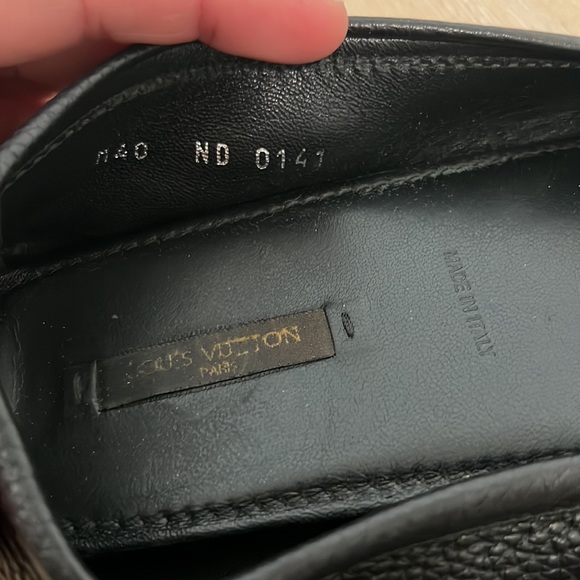 ND 0141
LOUIS VUITTON
PARIS
MADE IN ITALY